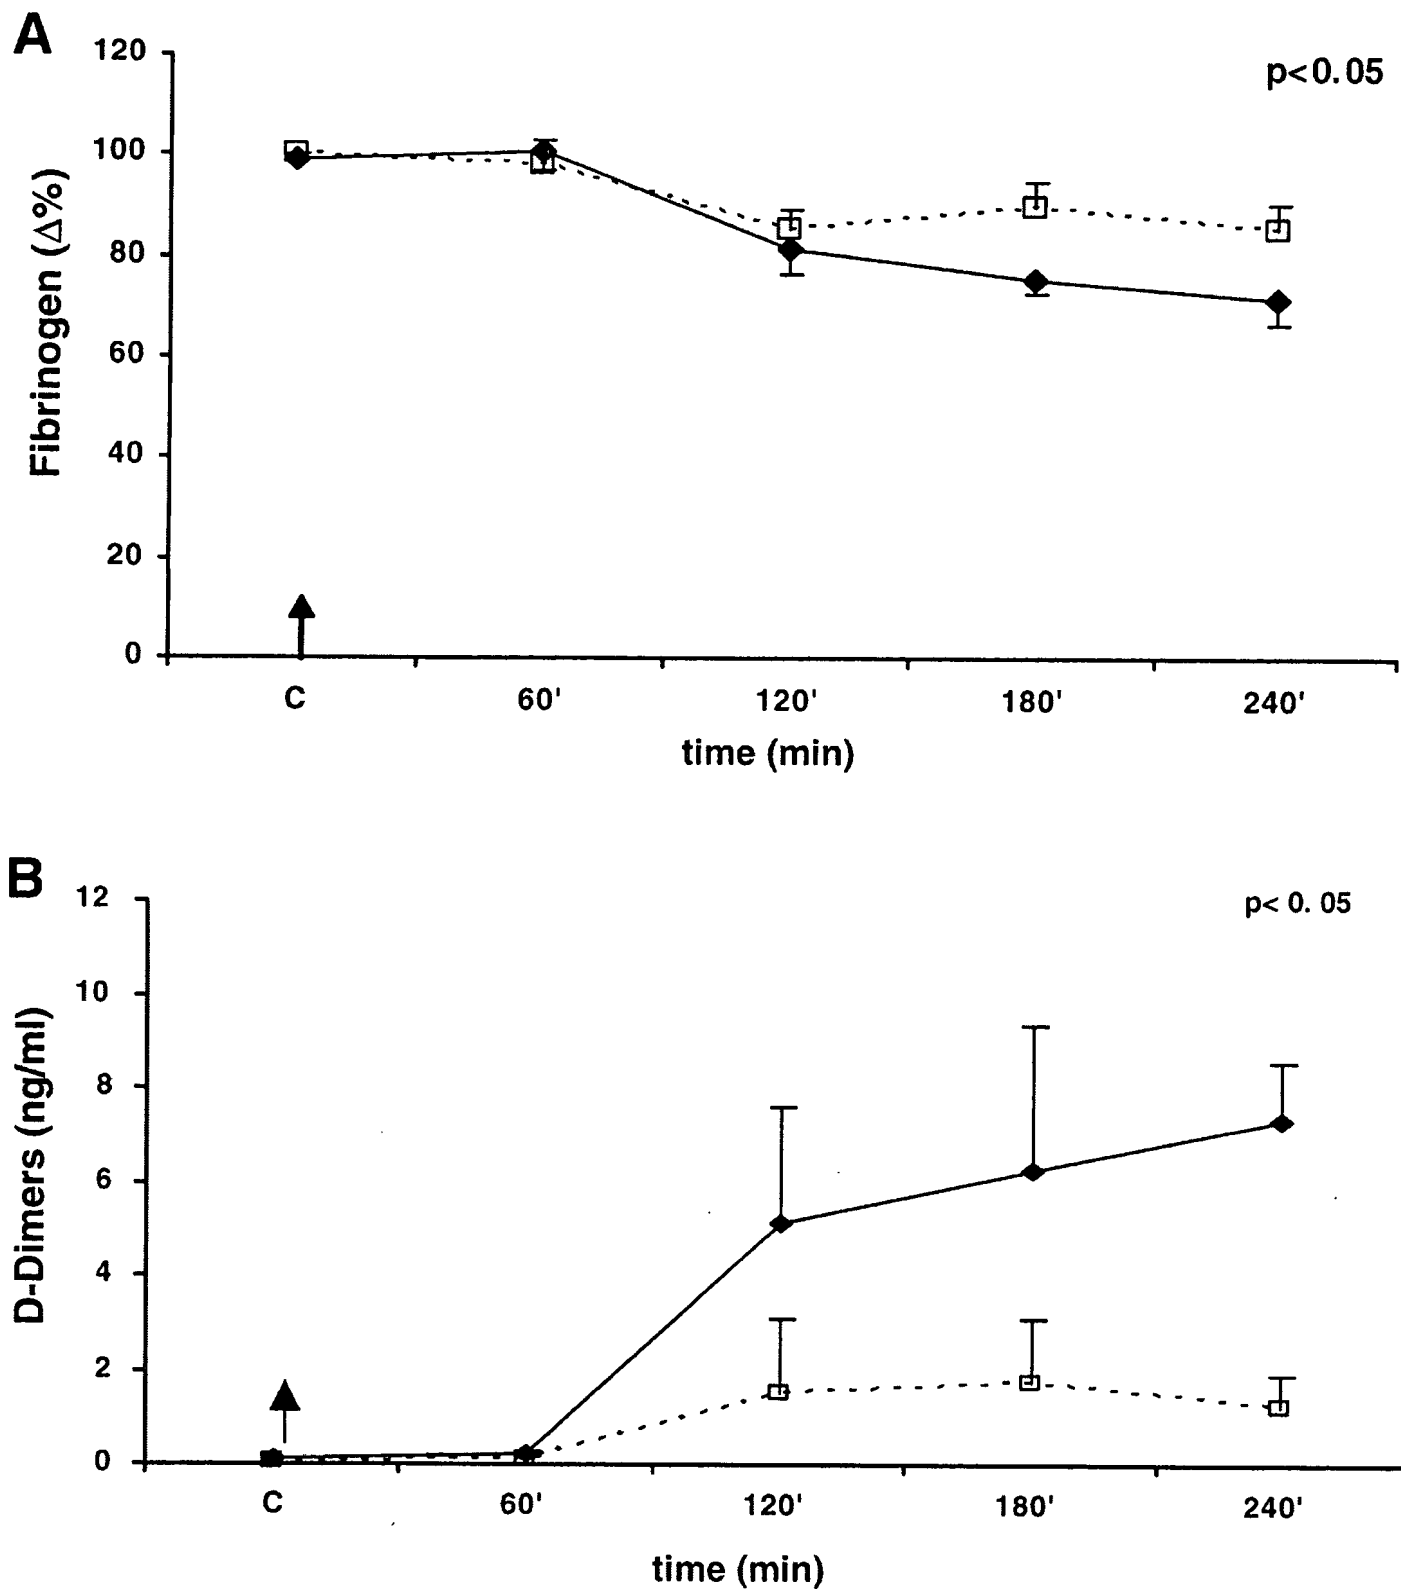 A
p<0.05
Fibrinogen (Δ%)
120
100
80
60
40
20
0
C 60' 120' 180' 240'
time (min)
B
p< 0. 05
D-Dimers (ng/ml)
12
10
8
6
4
2
0
C 60' 120' 180' 240'
time (min)